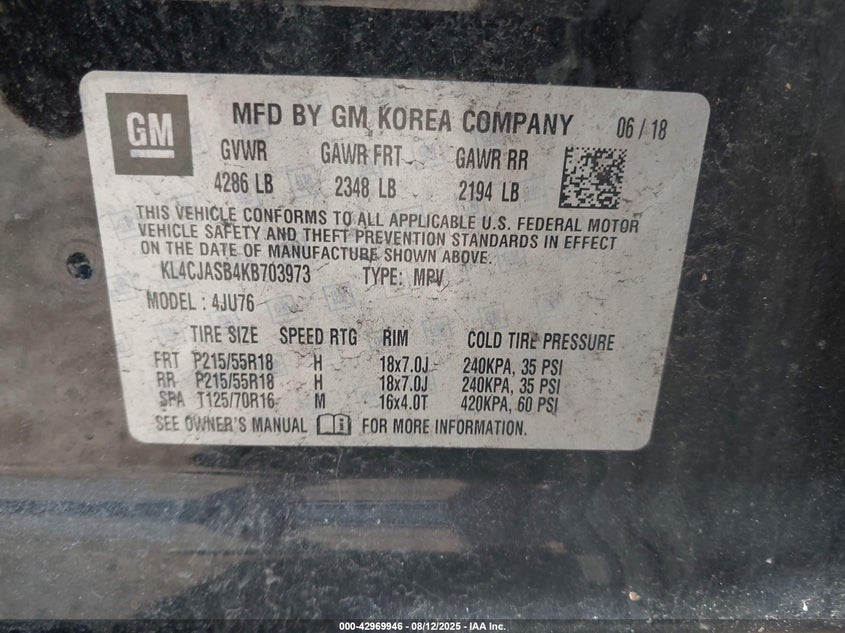 GM
MFD BY GM KOREA COMPANY 06 / 18
GVWR GAWR FRT GAWR RR
4286 LB 2348 LB 2194 LB
THIS VEHICLE CONFORMS TO ALL APPLICABLE U.S. FEDERAL MOTOR
VEHICLE SAFETY AND THEFT PREVENTION STANDARDS IN EFFECT
ON THE DATE OF MANUFACTURE SHOWN ABOVE.
KL4CJASB4KB703973 TYPE: MPV
MODEL : 4JU76
TIRE SIZE SPEED RTG RIM COLD TIRE PRESSURE
FRT P215/55R18 H 18x7.0J 240KPA, 35 PSI
RR P215/55R18 H 18x7.0J 240KPA, 35 PSI
SPA T125/70R16 M 16x4.0T 420KPA, 60 PSI
SEE OWNER'S MANUAL FOR MORE INFORMATION.
000-42969946 - 08/12/2025 - IAA Inc.